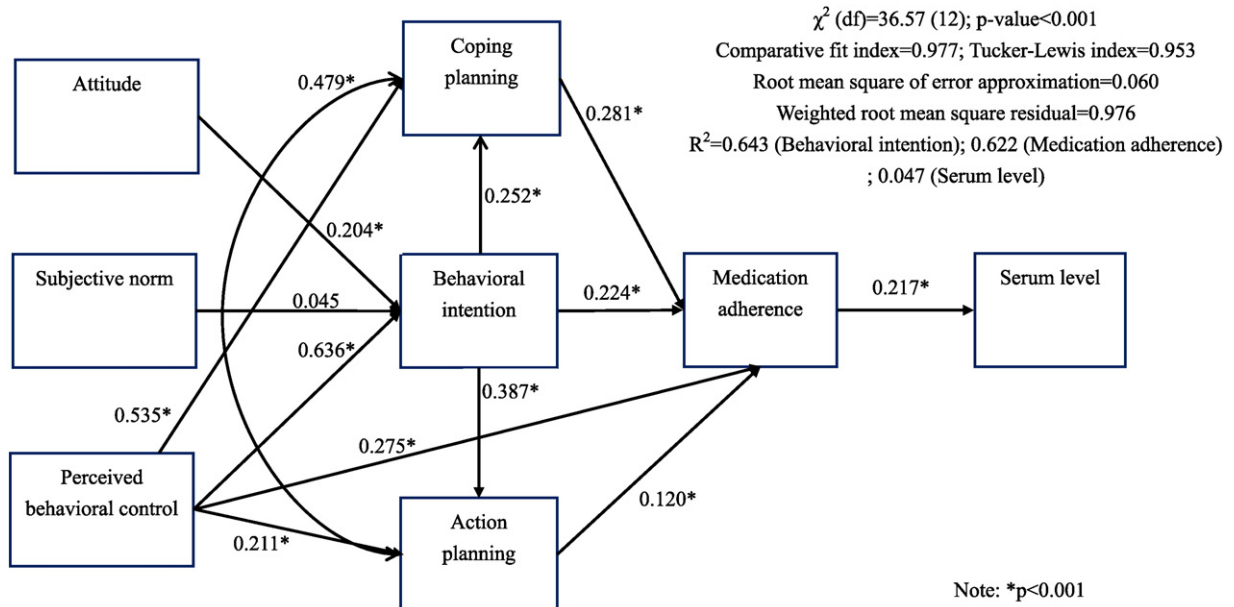 χ² (df)=36.57 (12); p-value<0.001
Comparative fit index=0.977; Tucker-Lewis index=0.953
Root mean square of error approximation=0.060
Weighted root mean square residual=0.976
R²=0.643 (Behavioral intention); 0.622 (Medication adherence)
; 0.047 (Serum level)
Coping
planning
Attitude
0.479*
0.281*
0.252*
0.204*
Subjective norm
Behavioral
intention
Medication
adherence
Serum level
0.045
0.224*
0.217*
0.636*
0.387*
0.535*
0.275*
Perceived
behavioral control
0.211*
Action
planning
0.120*
Note: *p<0.001